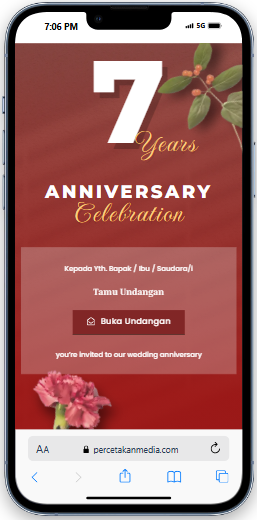 7:06 PM 5G
7
Years
ANNIVERSARY
Celebration
Kepada Yth. Bapak / Ibu / Saudara/i
Tamu Undangan
Buka Undangan
you're invited to our wedding anniversary
AA percetakanmedia.com